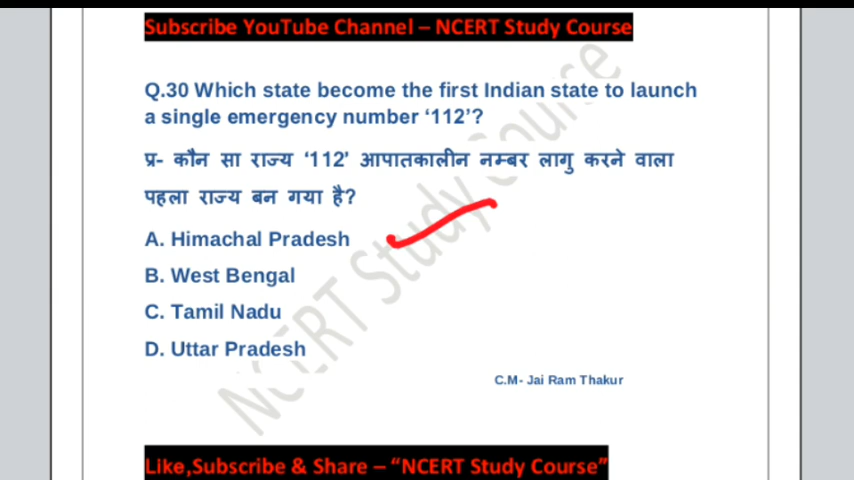 Subscribe YouTube Channel – NCERT Study Course
Q.30 Which state become the first Indian state to launch
a single emergency number ‘112’?
प्र- कौन सा राज्य ‘112’ आपातकालीन नम्बर लागु करने वाला
पहला राज्य बन गया है?
A. Himachal Pradesh
B. West Bengal
C. Tamil Nadu
D. Uttar Pradesh
C.M- Jai Ram Thakur
NCERT Study Course
Like,Subscribe & Share – “NCERT Study Course”